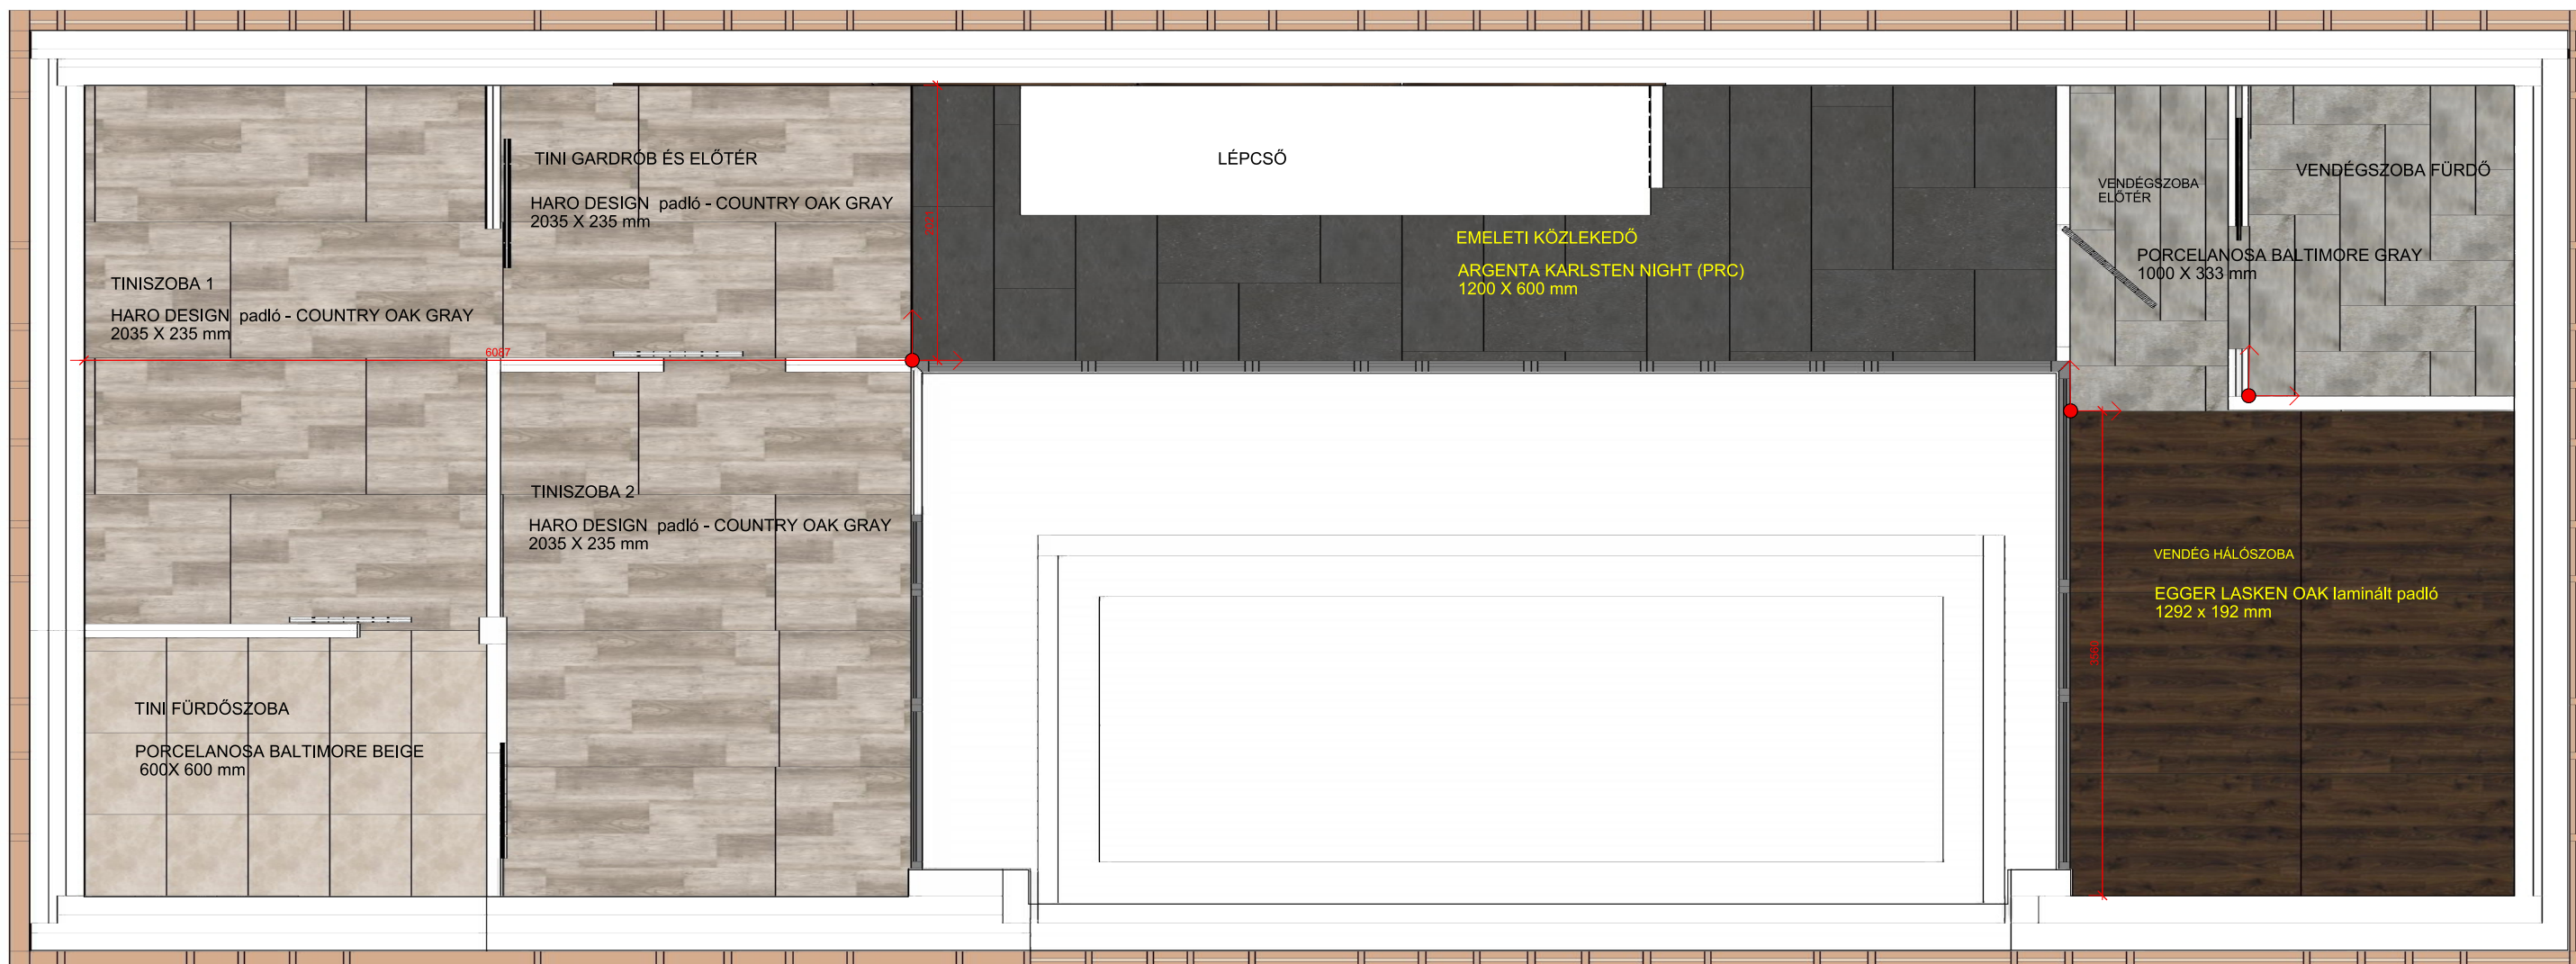 TINI GARDRÓB ÉS ELŐTÉR
HARO DESIGN padló - COUNTRY OAK GRAY
2035 X 235 mm
LÉPCSŐ
VENDÉGSZOBA
ELŐTÉR
VENDÉGSZOBA FÜRDŐ
EMELETI KÖZLEKEDŐ
ARGENTA KARLSTEN NIGHT (PRC)
1200 X 600 mm
PORCELANOSA BALTIMORE GRAY
1000 X 333 mm
TINISZOBA 1
HARO DESIGN padló - COUNTRY OAK GRAY
2035 X 235 mm
6087
TINISZOBA 2
HARO DESIGN padló - COUNTRY OAK GRAY
2035 X 235 mm
VENDÉG HÁLÓSZOBA
EGGER LASKEN OAK laminált padló
1292 x 192 mm
TINI FÜRDŐSZOBA
PORCELANOSA BALTIMORE BEIGE
600X 600 mm